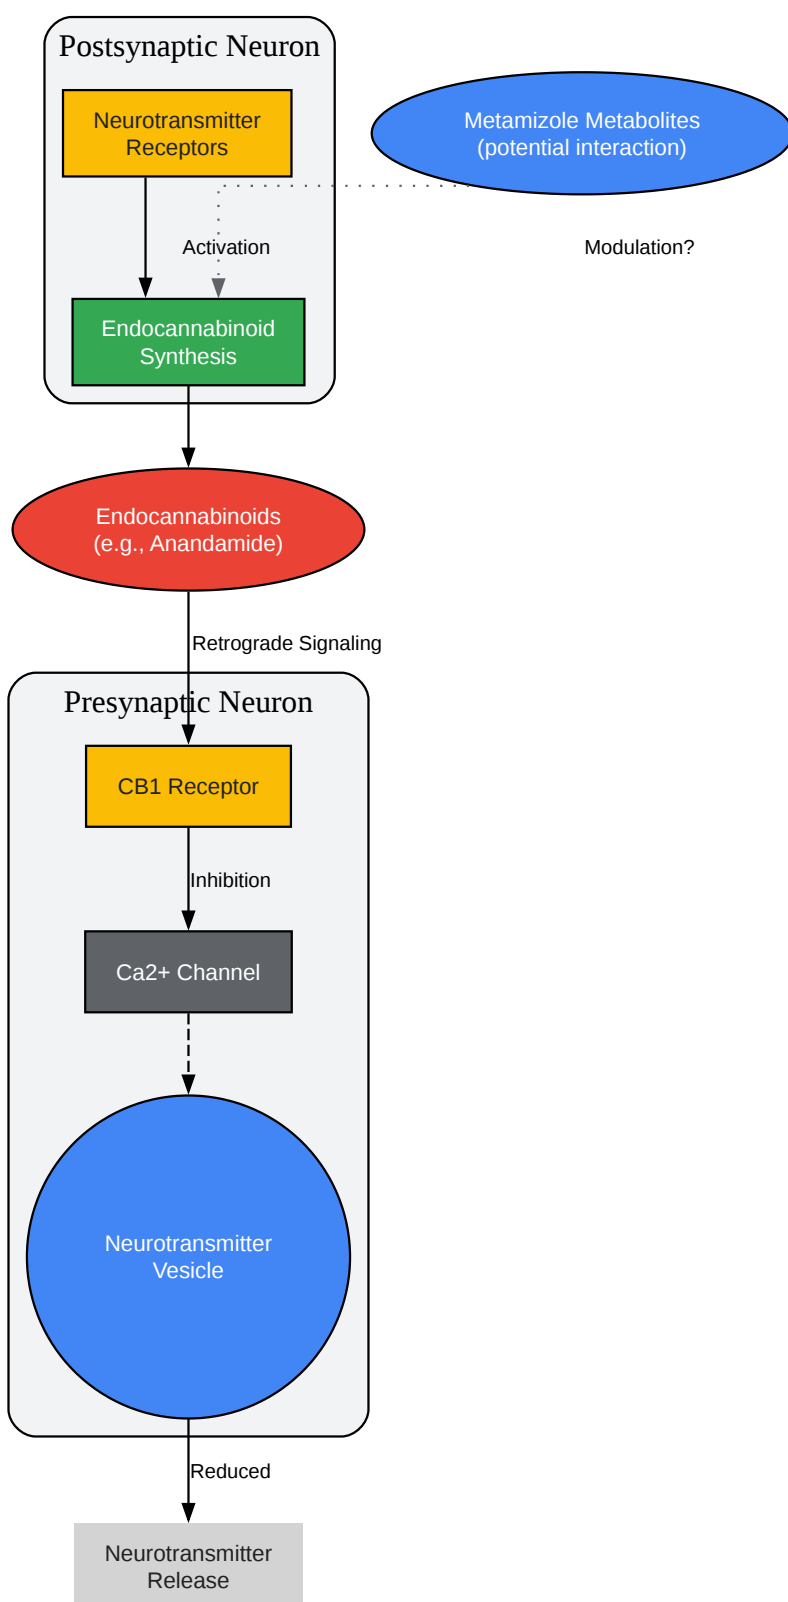 Postsynaptic Neuron
Neurotransmitter
Receptors
Metamizole Metabolites
(potential interaction)
Activation
Modulation?
Endocannabinoid
Synthesis
Endocannabinoids
(e.g., Anandamide)
Retrograde Signaling
Presynaptic Neuron
CB1 Receptor
Inhibition
Ca2+ Channel
Neurotransmitter
Vesicle
Reduced
Neurotransmitter
Release